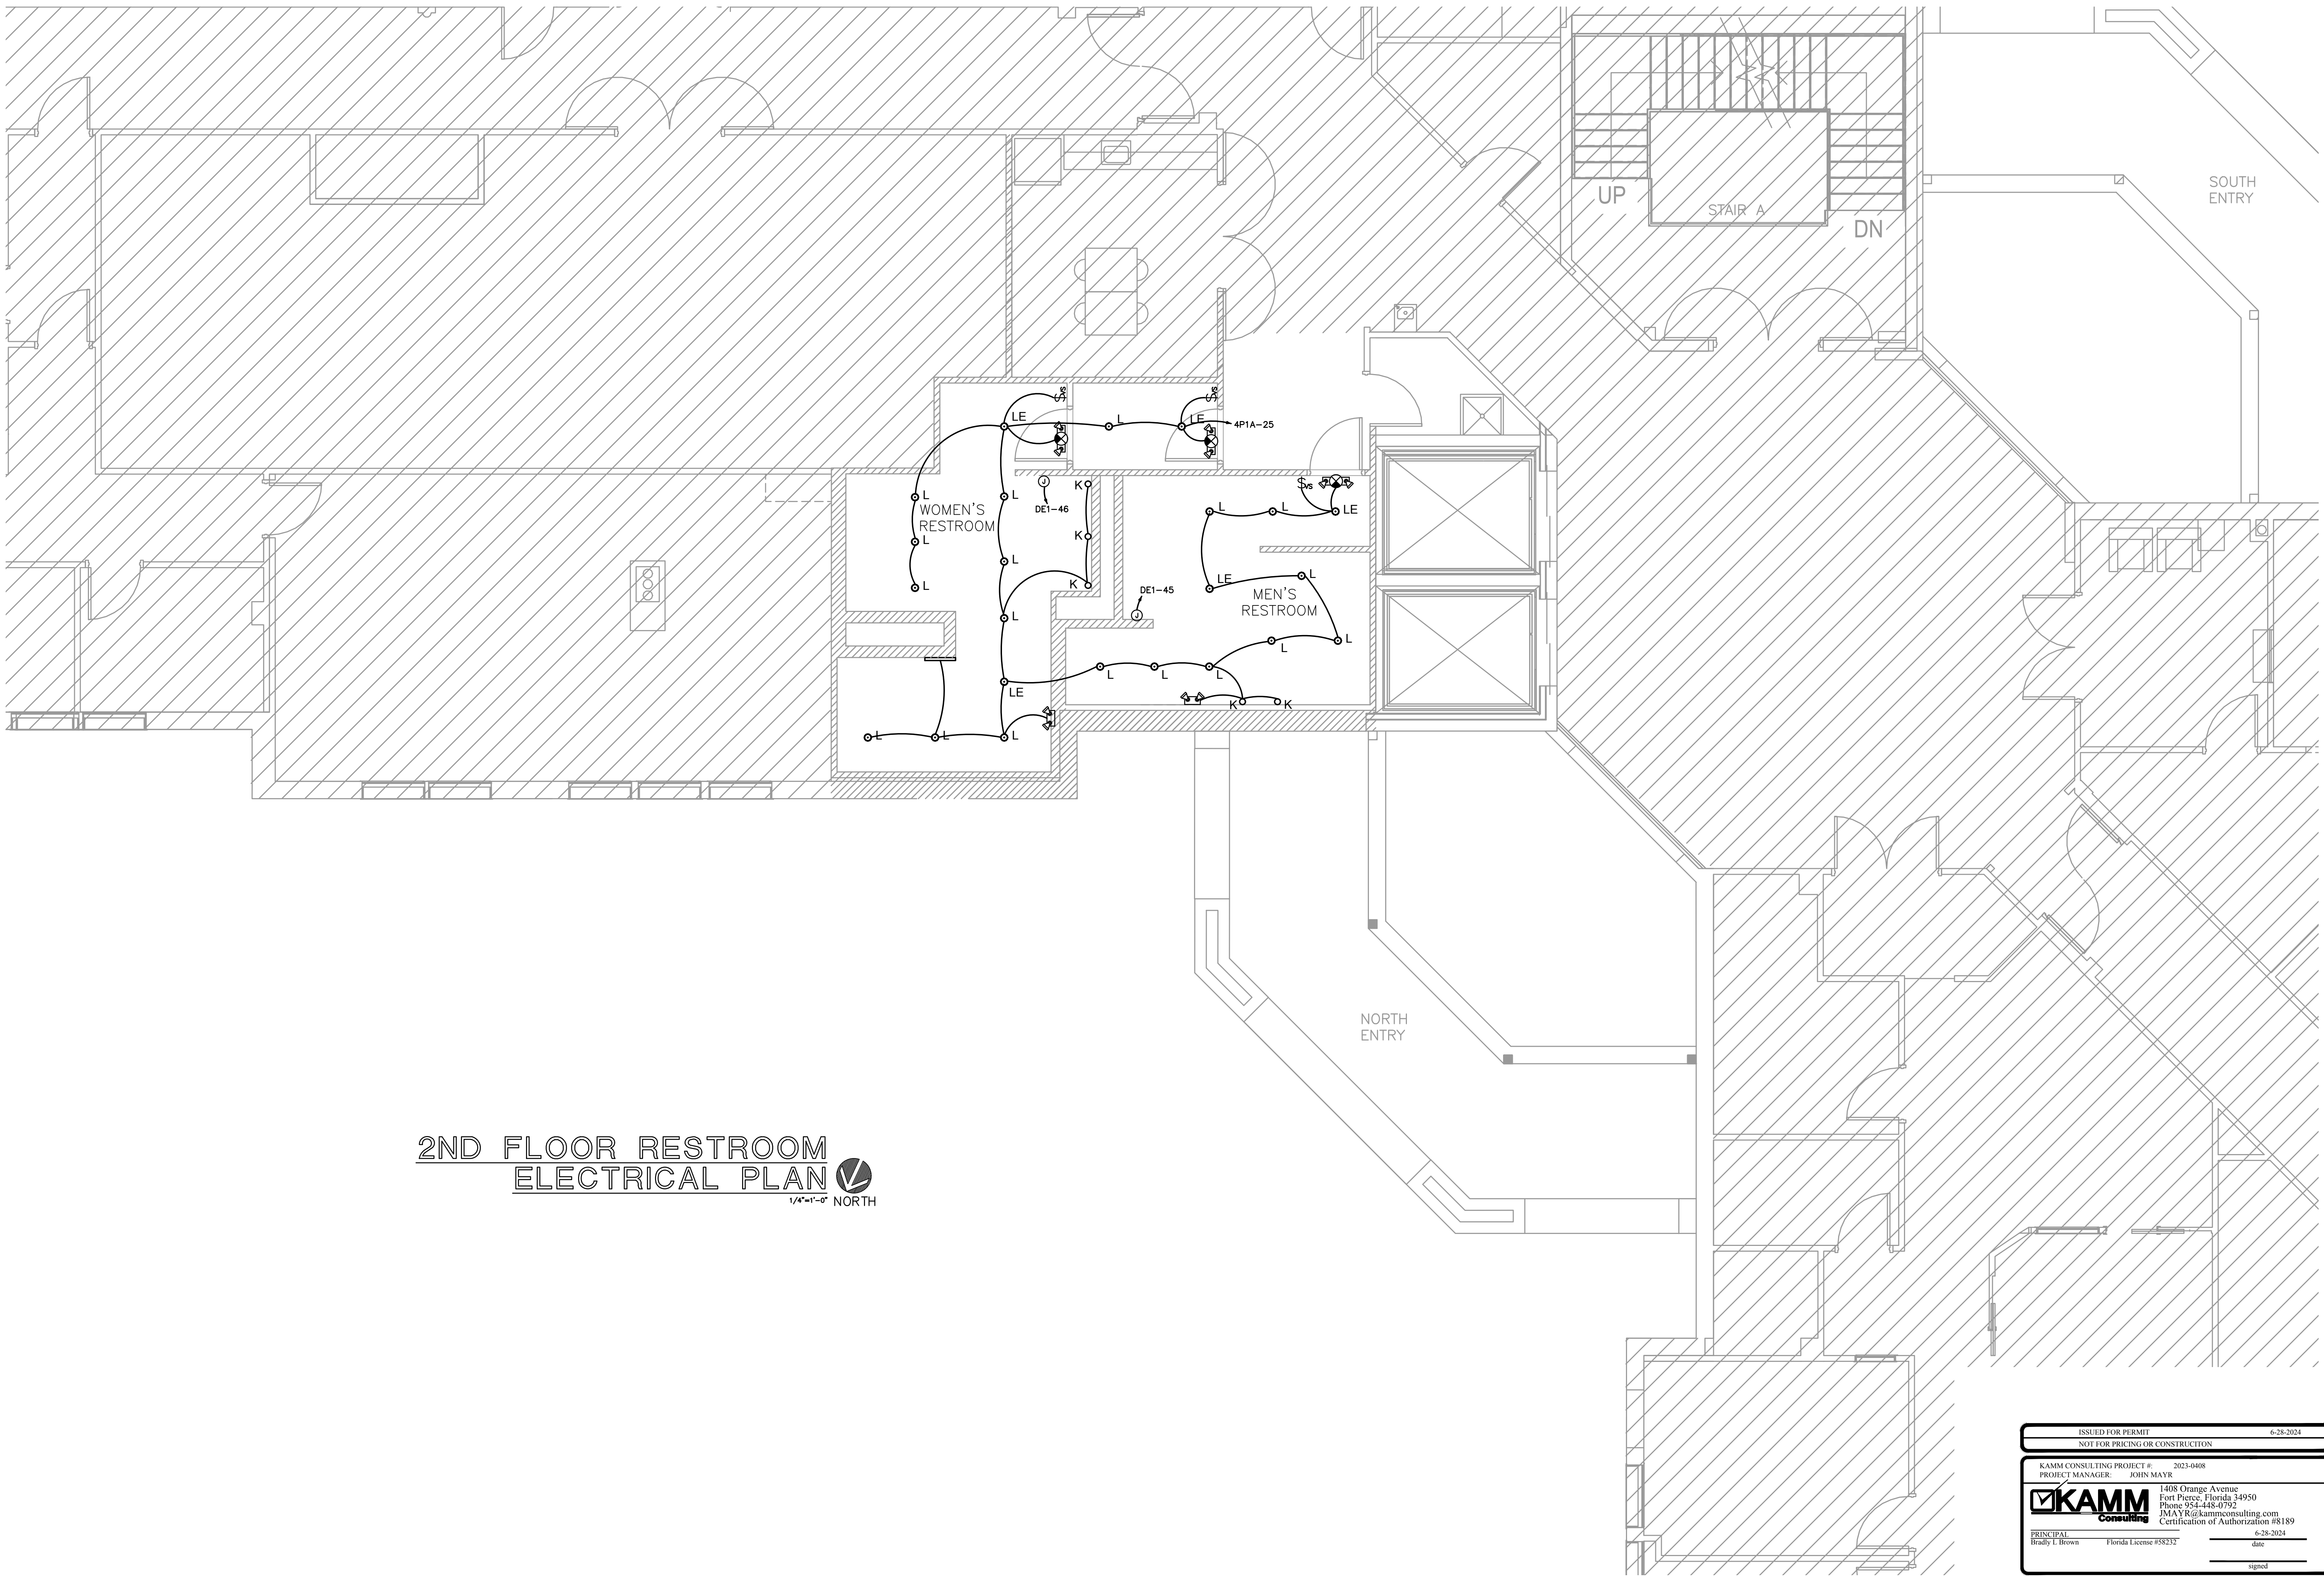 SOUTH
ENTRY
UP
STAIR A
DN
$vs
$vs
LE
L
LE
4P1A-25
J
K
$vs
L
L
DE1-46
WOMEN'S
RESTROOM
L
L
LE
K
L
L
DE1-45
LE
L
K
L
MEN'S
RESTROOM
J
L
L
L
L
L
L
LE
K
K
L
L
L
NORTH
ENTRY
2ND FLOOR RESTROOM
ELECTRICAL PLAN
1/4"=1'-0"
NORTH
ISSUED FOR PERMIT 6-28-2024
NOT FOR PRICING OR CONSTRUCITON
KAMM CONSULTING PROJECT #: 2023-0408
PROJECT MANAGER: JOHN MAYR
KAMM
Consulting
1408 Orange Avenue
Fort Pierce, Florida 34950
Phone 954-448-0792
JMAYR@kammconsulting.com
Certification of Authorization #8189
PRINCIPAL
Bradly L Brown Florida License #58232
6-28-2024
date
signed